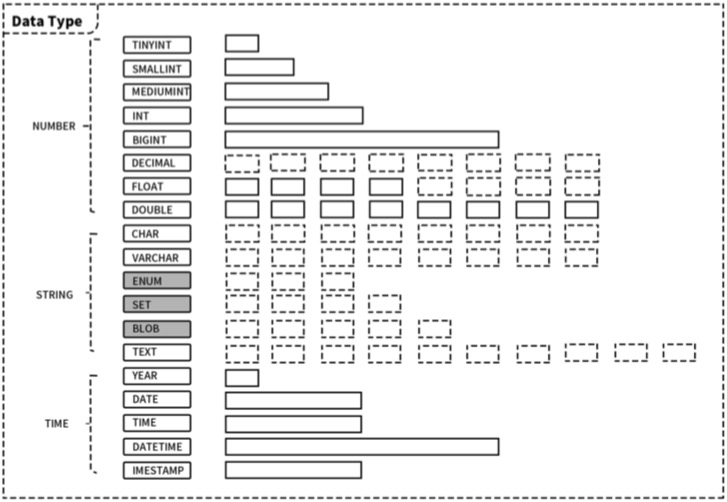 Data Type
NUMBER
TINYINT
SMALLINT
MEDIUMINT
INT
BIGINT
DECIMAL
FLOAT
DOUBLE
STRING
CHAR
VARCHAR
ENUM
SET
BLOB
TEXT
TIME
YEAR
DATE
TIME
DATETIME
IMESTAMP